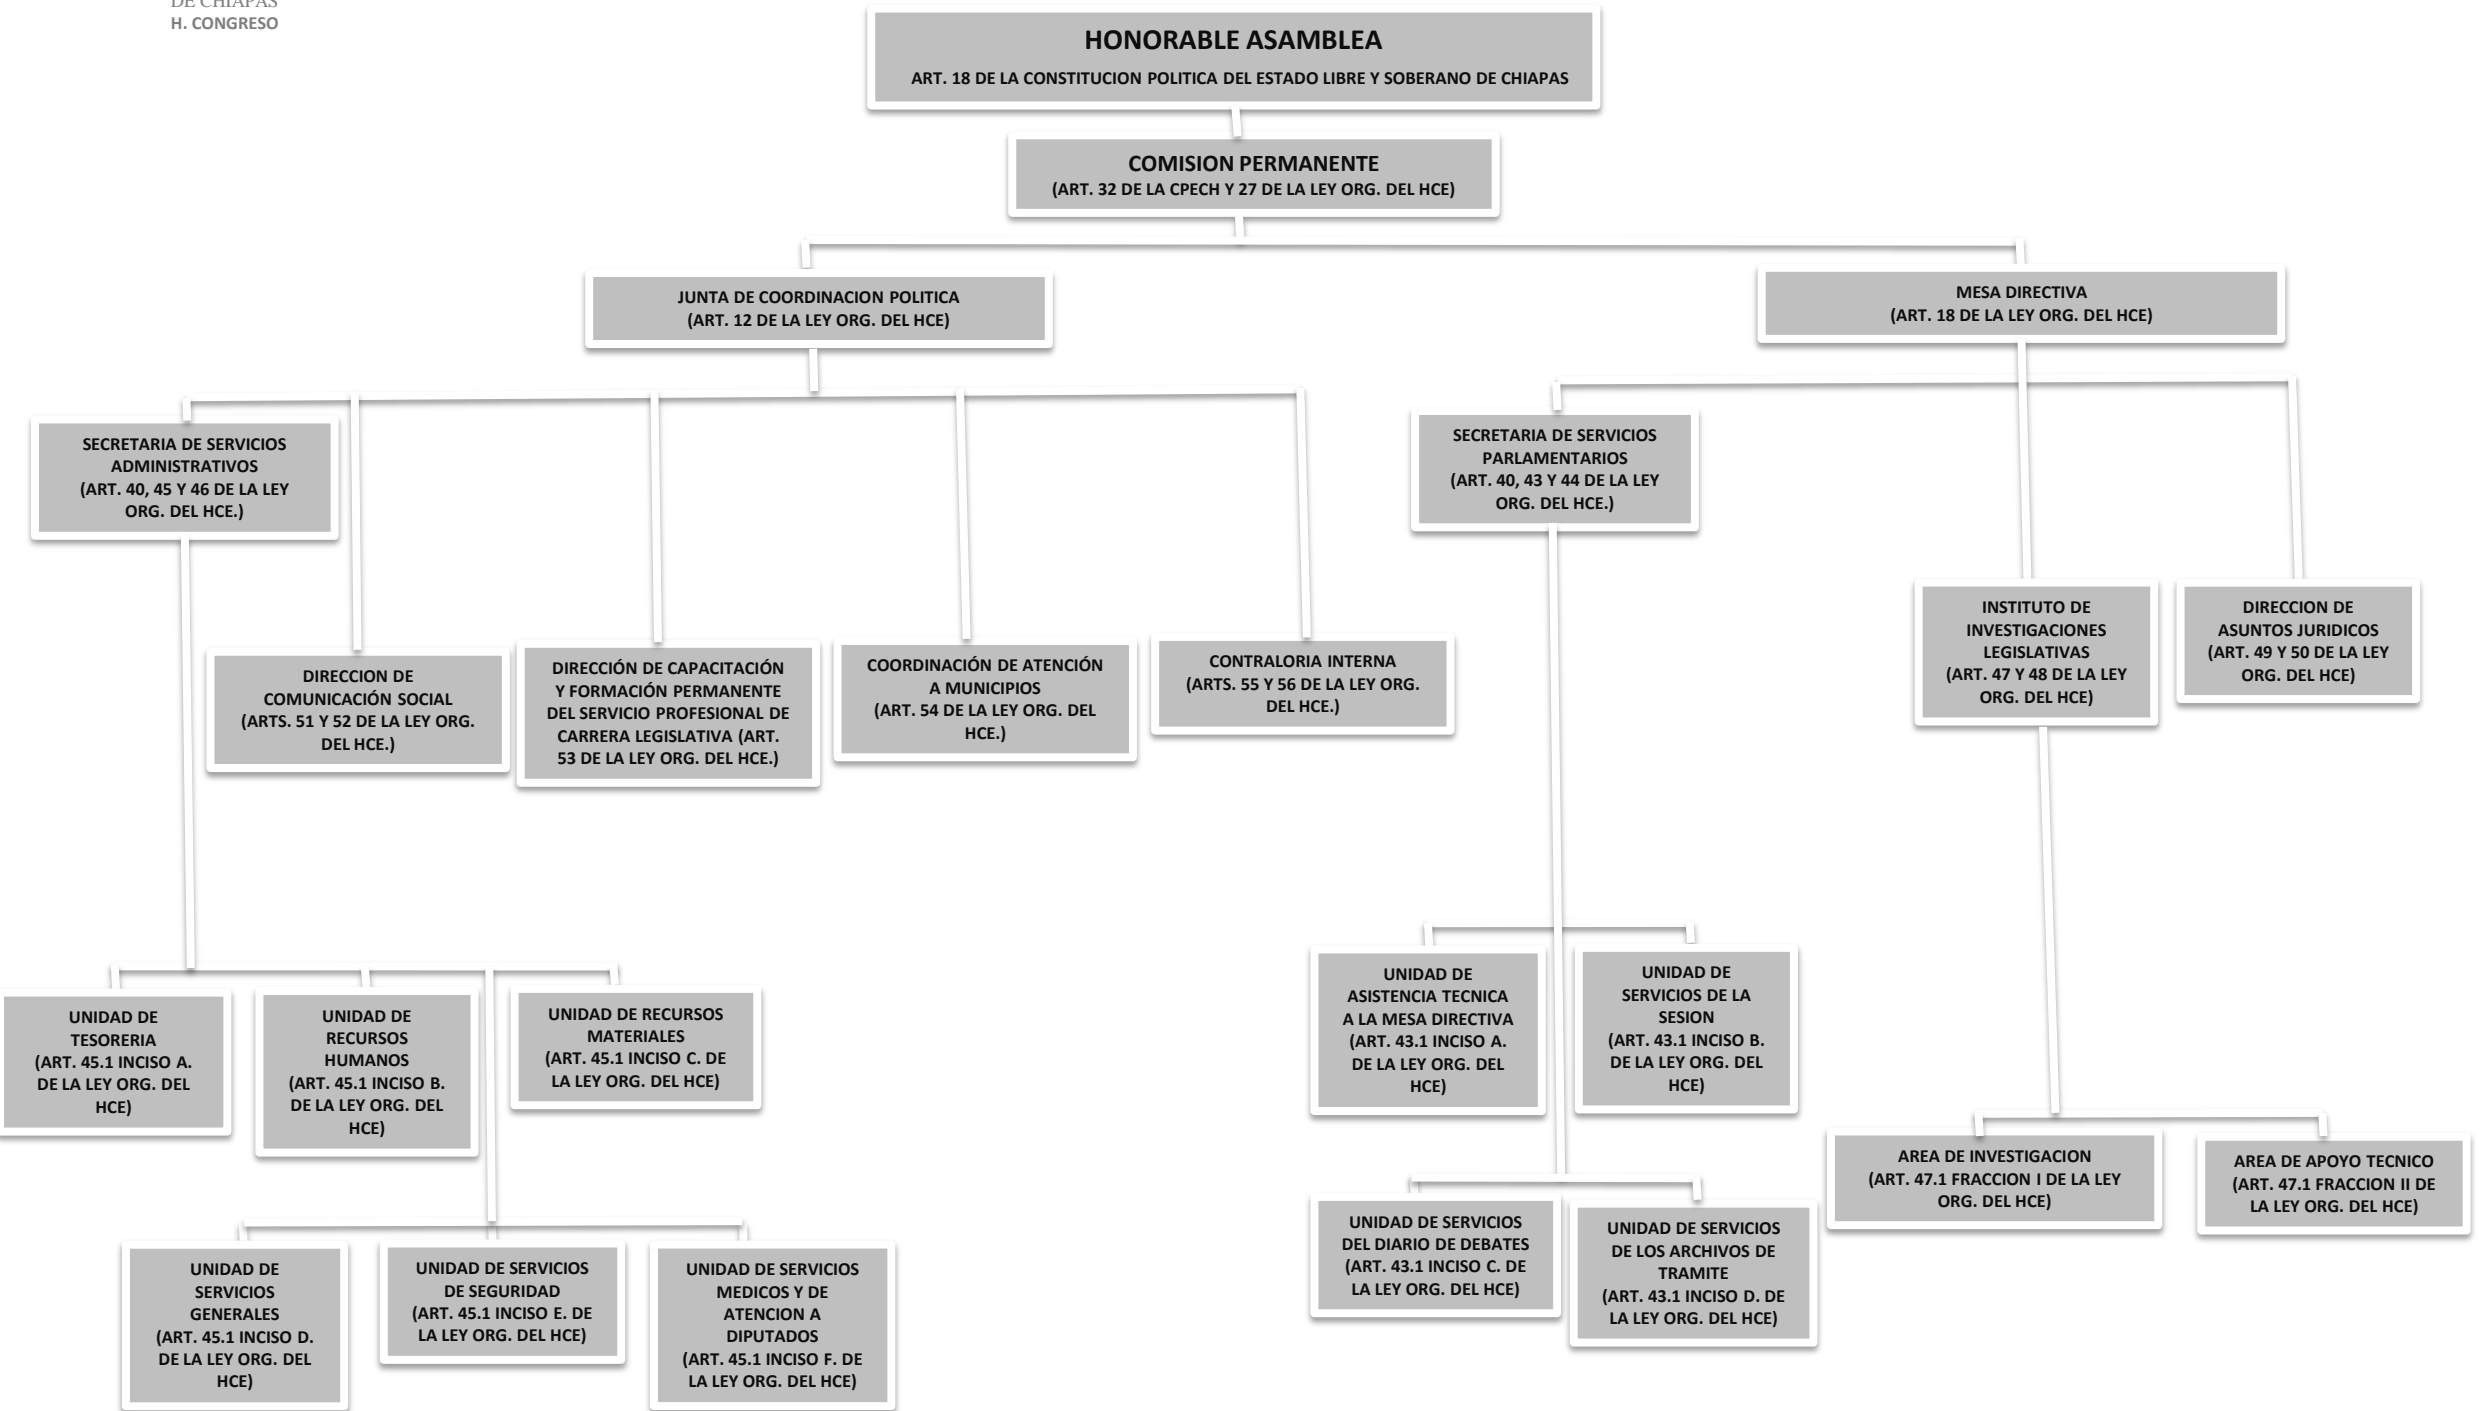 DE CHIAPAS
H. CONGRESO
HONORABLE ASAMBLEA
ART. 18 DE LA CONSTITUCION POLITICA DEL ESTADO LIBRE Y SOBERANO DE CHIAPAS
COMISION PERMANENTE
(ART. 32 DE LA CPECH Y 27 DE LA LEY ORG. DEL HCE)
JUNTA DE COORDINACION POLITICA
(ART. 12 DE LA LEY ORG. DEL HCE)
MESA DIRECTIVA
(ART. 18 DE LA LEY ORG. DEL HCE)
SECRETARIA DE SERVICIOS
ADMINISTRATIVOS
(ART. 40, 45 Y 46 DE LA LEY
ORG. DEL HCE.)
SECRETARIA DE SERVICIOS
PARLAMENTARIOS
(ART. 40, 43 Y 44 DE LA LEY
ORG. DEL HCE.)
DIRECCION DE
COMUNICACIÓN SOCIAL
(ARTS. 51 Y 52 DE LA LEY ORG.
DEL HCE.)
DIRECCIÓN DE CAPACITACIÓN
Y FORMACIÓN PERMANENTE
DEL SERVICIO PROFESIONAL DE
CARRERA LEGISLATIVA (ART.
53 DE LA LEY ORG. DEL HCE.)
COORDINACIÓN DE ATENCIÓN
A MUNICIPIOS
(ART. 54 DE LA LEY ORG. DEL
HCE.)
CONTRALORIA INTERNA
(ARTS. 55 Y 56 DE LA LEY ORG.
DEL HCE.)
INSTITUTO DE
INVESTIGACIONES
LEGISLATIVAS
(ART. 47 Y 48 DE LA LEY
ORG. DEL HCE)
DIRECCION DE
ASUNTOS JURIDICOS
(ART. 49 Y 50 DE LA LEY
ORG. DEL HCE)
UNIDAD DE
TESORERIA
(ART. 45.1 INCISO A.
DE LA LEY ORG. DEL
HCE)
UNIDAD DE
RECURSOS
HUMANOS
(ART. 45.1 INCISO B.
DE LA LEY ORG. DEL
HCE)
UNIDAD DE RECURSOS
MATERIALES
(ART. 45.1 INCISO C. DE
LA LEY ORG. DEL HCE)
UNIDAD DE
ASISTENCIA TECNICA
A LA MESA DIRECTIVA
(ART. 43.1 INCISO A.
DE LA LEY ORG. DEL
HCE)
UNIDAD DE
SERVICIOS DE LA
SESION
(ART. 43.1 INCISO B.
DE LA LEY ORG. DEL
HCE)
AREA DE INVESTIGACION
(ART. 47.1 FRACCION I DE LA LEY
ORG. DEL HCE)
AREA DE APOYO TECNICO
(ART. 47.1 FRACCION II DE
LA LEY ORG. DEL HCE)
UNIDAD DE
SERVICIOS
GENERALES
(ART. 45.1 INCISO D.
DE LA LEY ORG. DEL
HCE)
UNIDAD DE SERVICIOS
DE SEGURIDAD
(ART. 45.1 INCISO E. DE
LA LEY ORG. DEL HCE)
UNIDAD DE SERVICIOS
MEDICOS Y DE
ATENCION A
DIPUTADOS
(ART. 45.1 INCISO F. DE
LA LEY ORG. DEL HCE)
UNIDAD DE SERVICIOS
DEL DIARIO DE DEBATES
(ART. 43.1 INCISO C. DE
LA LEY ORG. DEL HCE)
UNIDAD DE SERVICIOS
DE LOS ARCHIVOS DE
TRAMITE
(ART. 43.1 INCISO D. DE
LA LEY ORG. DEL HCE)